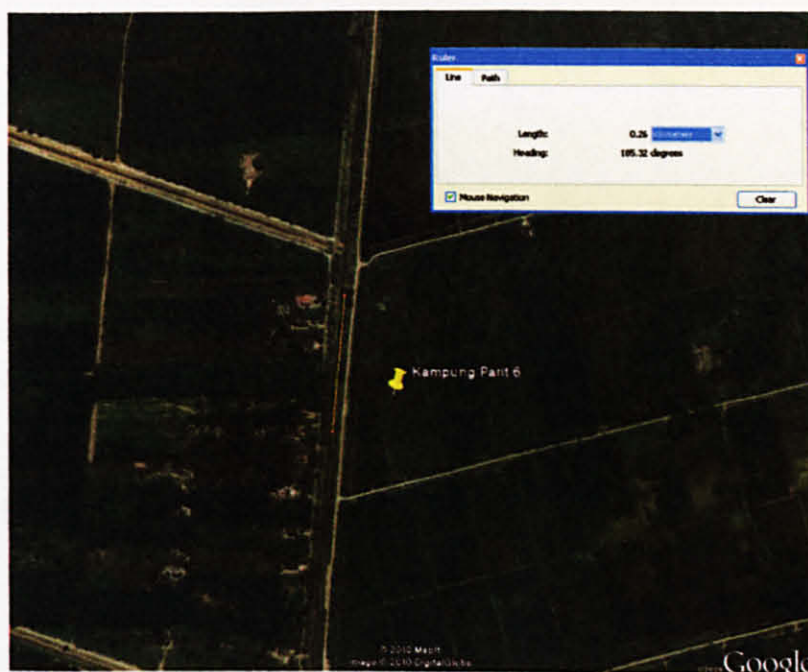 Ruler
Line Path
Length: 0.26 Kilometers
Heading: 185.32 degrees
Mouse Navigation Clear
Kampung Parit 6
© 2010 MapIt
Image © 2010 DigitalGlobe
Google